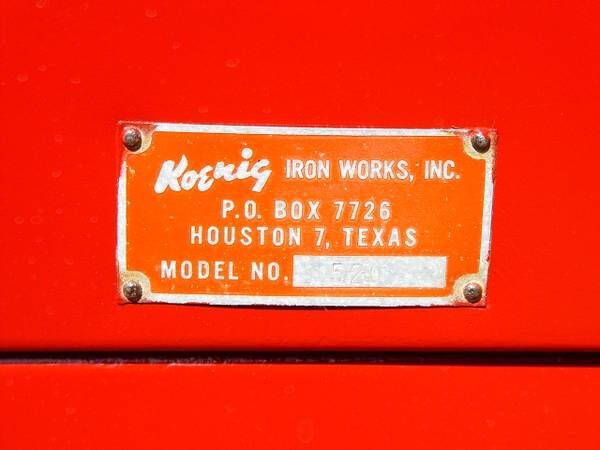 Koenig IRON WORKS, INC.
P.O. BOX 7726
HOUSTON 7, TEXAS
MODEL NO. 520